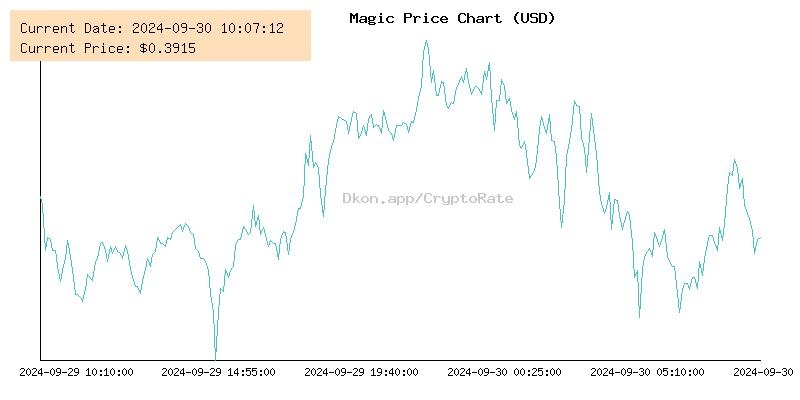 Magic Price Chart (USD)
Current Date: 2024-09-30 10:07:12
Current Price: $0.3915
Dkon.app/CryptoRate
2024-09-29 10:10:00 2024-09-29 14:55:00 2024-09-29 19:40:00 2024-09-30 00:25:00 2024-09-30 05:10:00 2024-09-30